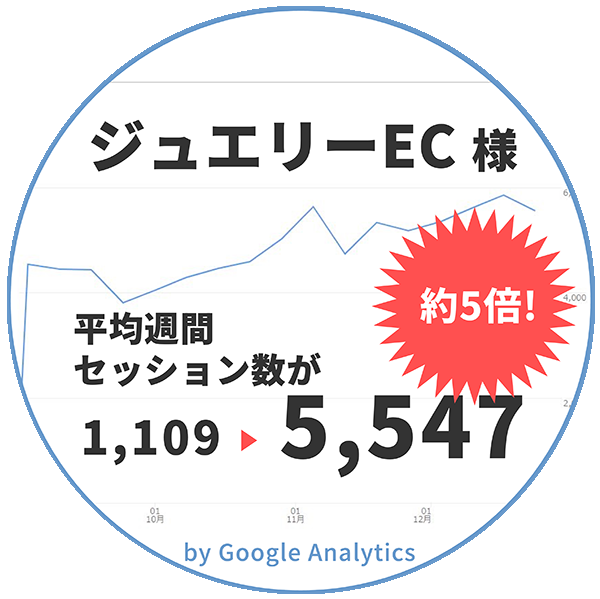 ジュエリーEC 様
約5倍!
4,000
平均週間
セッション数が
1,109 ▶ 5,547
01
10月
01
11月
01
12月
by Google Analytics